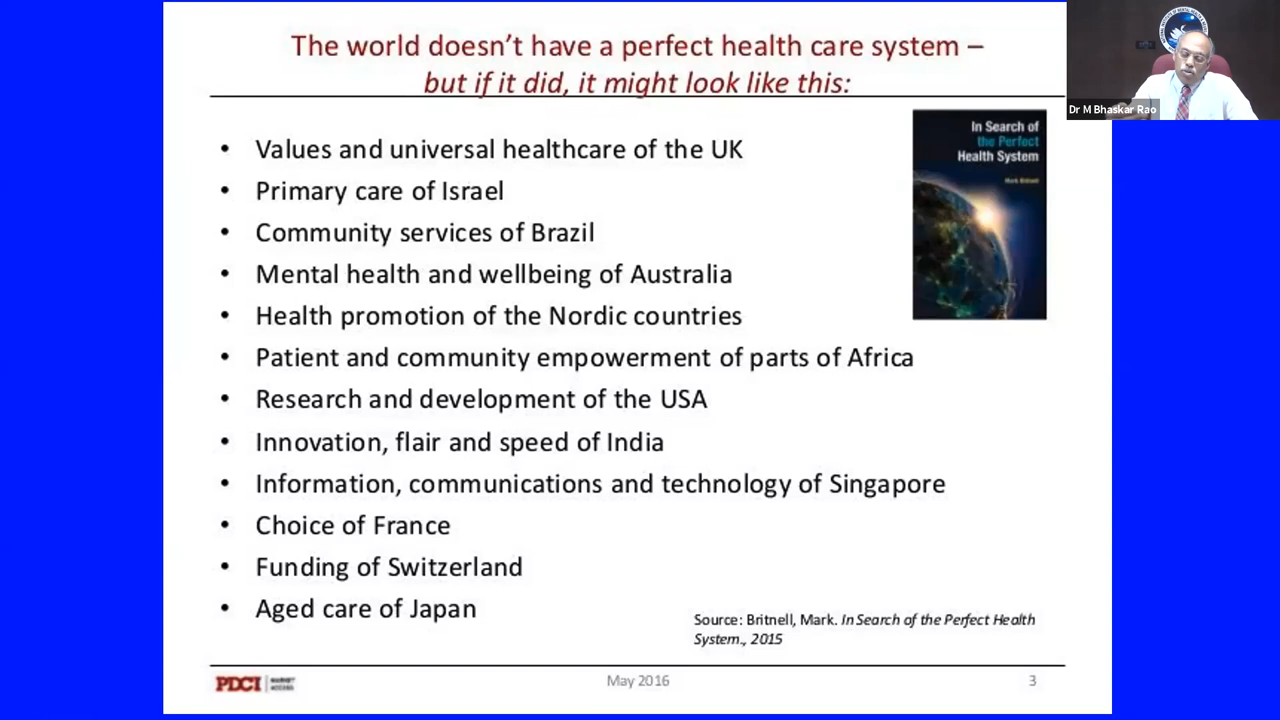 The world doesn't have a perfect health care system –
but if it did, it might look like this:
Dr M Bhaskar Rao
In Search of
the Perfect
Health System
Mark Britnell
• Values and universal healthcare of the UK
• Primary care of Israel
• Community services of Brazil
• Mental health and wellbeing of Australia
• Health promotion of the Nordic countries
• Patient and community empowerment of parts of Africa
• Research and development of the USA
• Innovation, flair and speed of India
• Information, communications and technology of Singapore
• Choice of France
• Funding of Switzerland
• Aged care of Japan
Source: Britnell, Mark. In Search of the Perfect Health
System., 2015
PDCI MARKET
ACCESS
May 2016
3